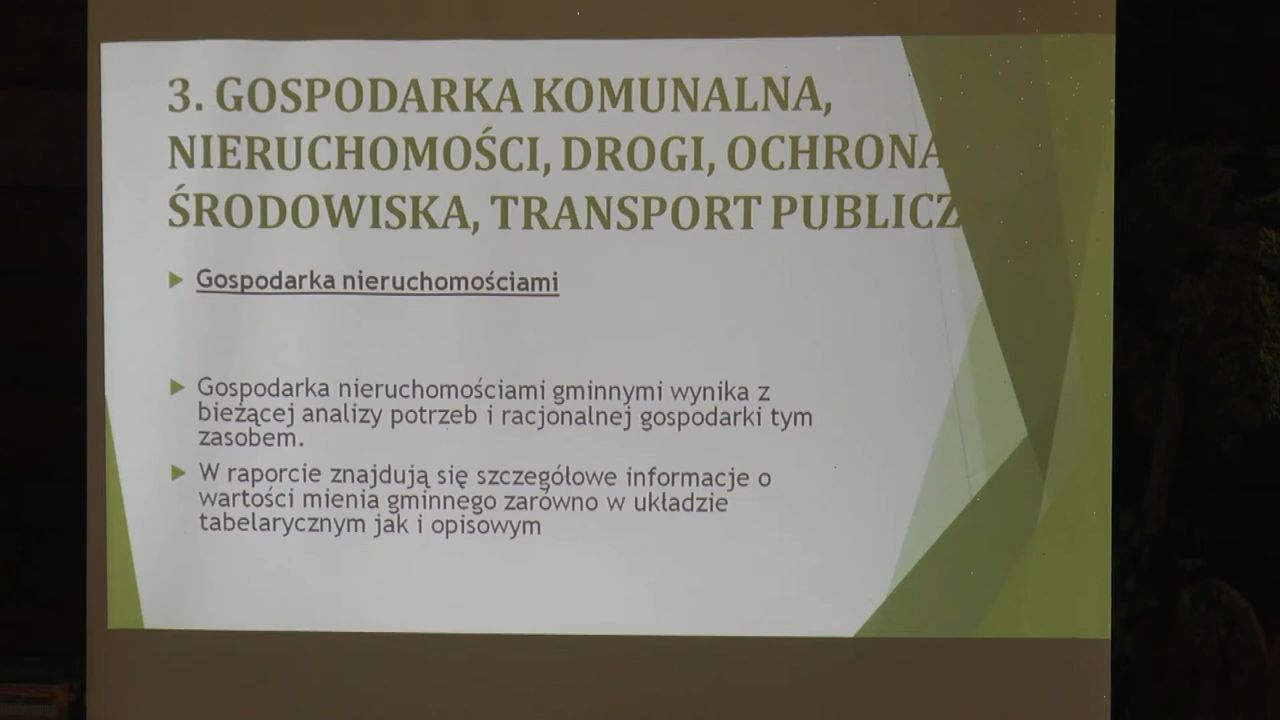 3. GOSPODARKA KOMUNALNA,
NIERUCHOMOŚCI, DROGI, OCHRONA
ŚRODOWISKA, TRANSPORT PUBLICZ
Gospodarka nieruchomościami
Gospodarka nieruchomościami gminnymi wynika z
bieżącej analizy potrzeb i racjonalnej gospodarki tym
zasobem.
W raporcie znajdują się szczegółowe informacje o
wartości mienia gminnego zarówno w układzie
tabelarycznym jak i opisowym